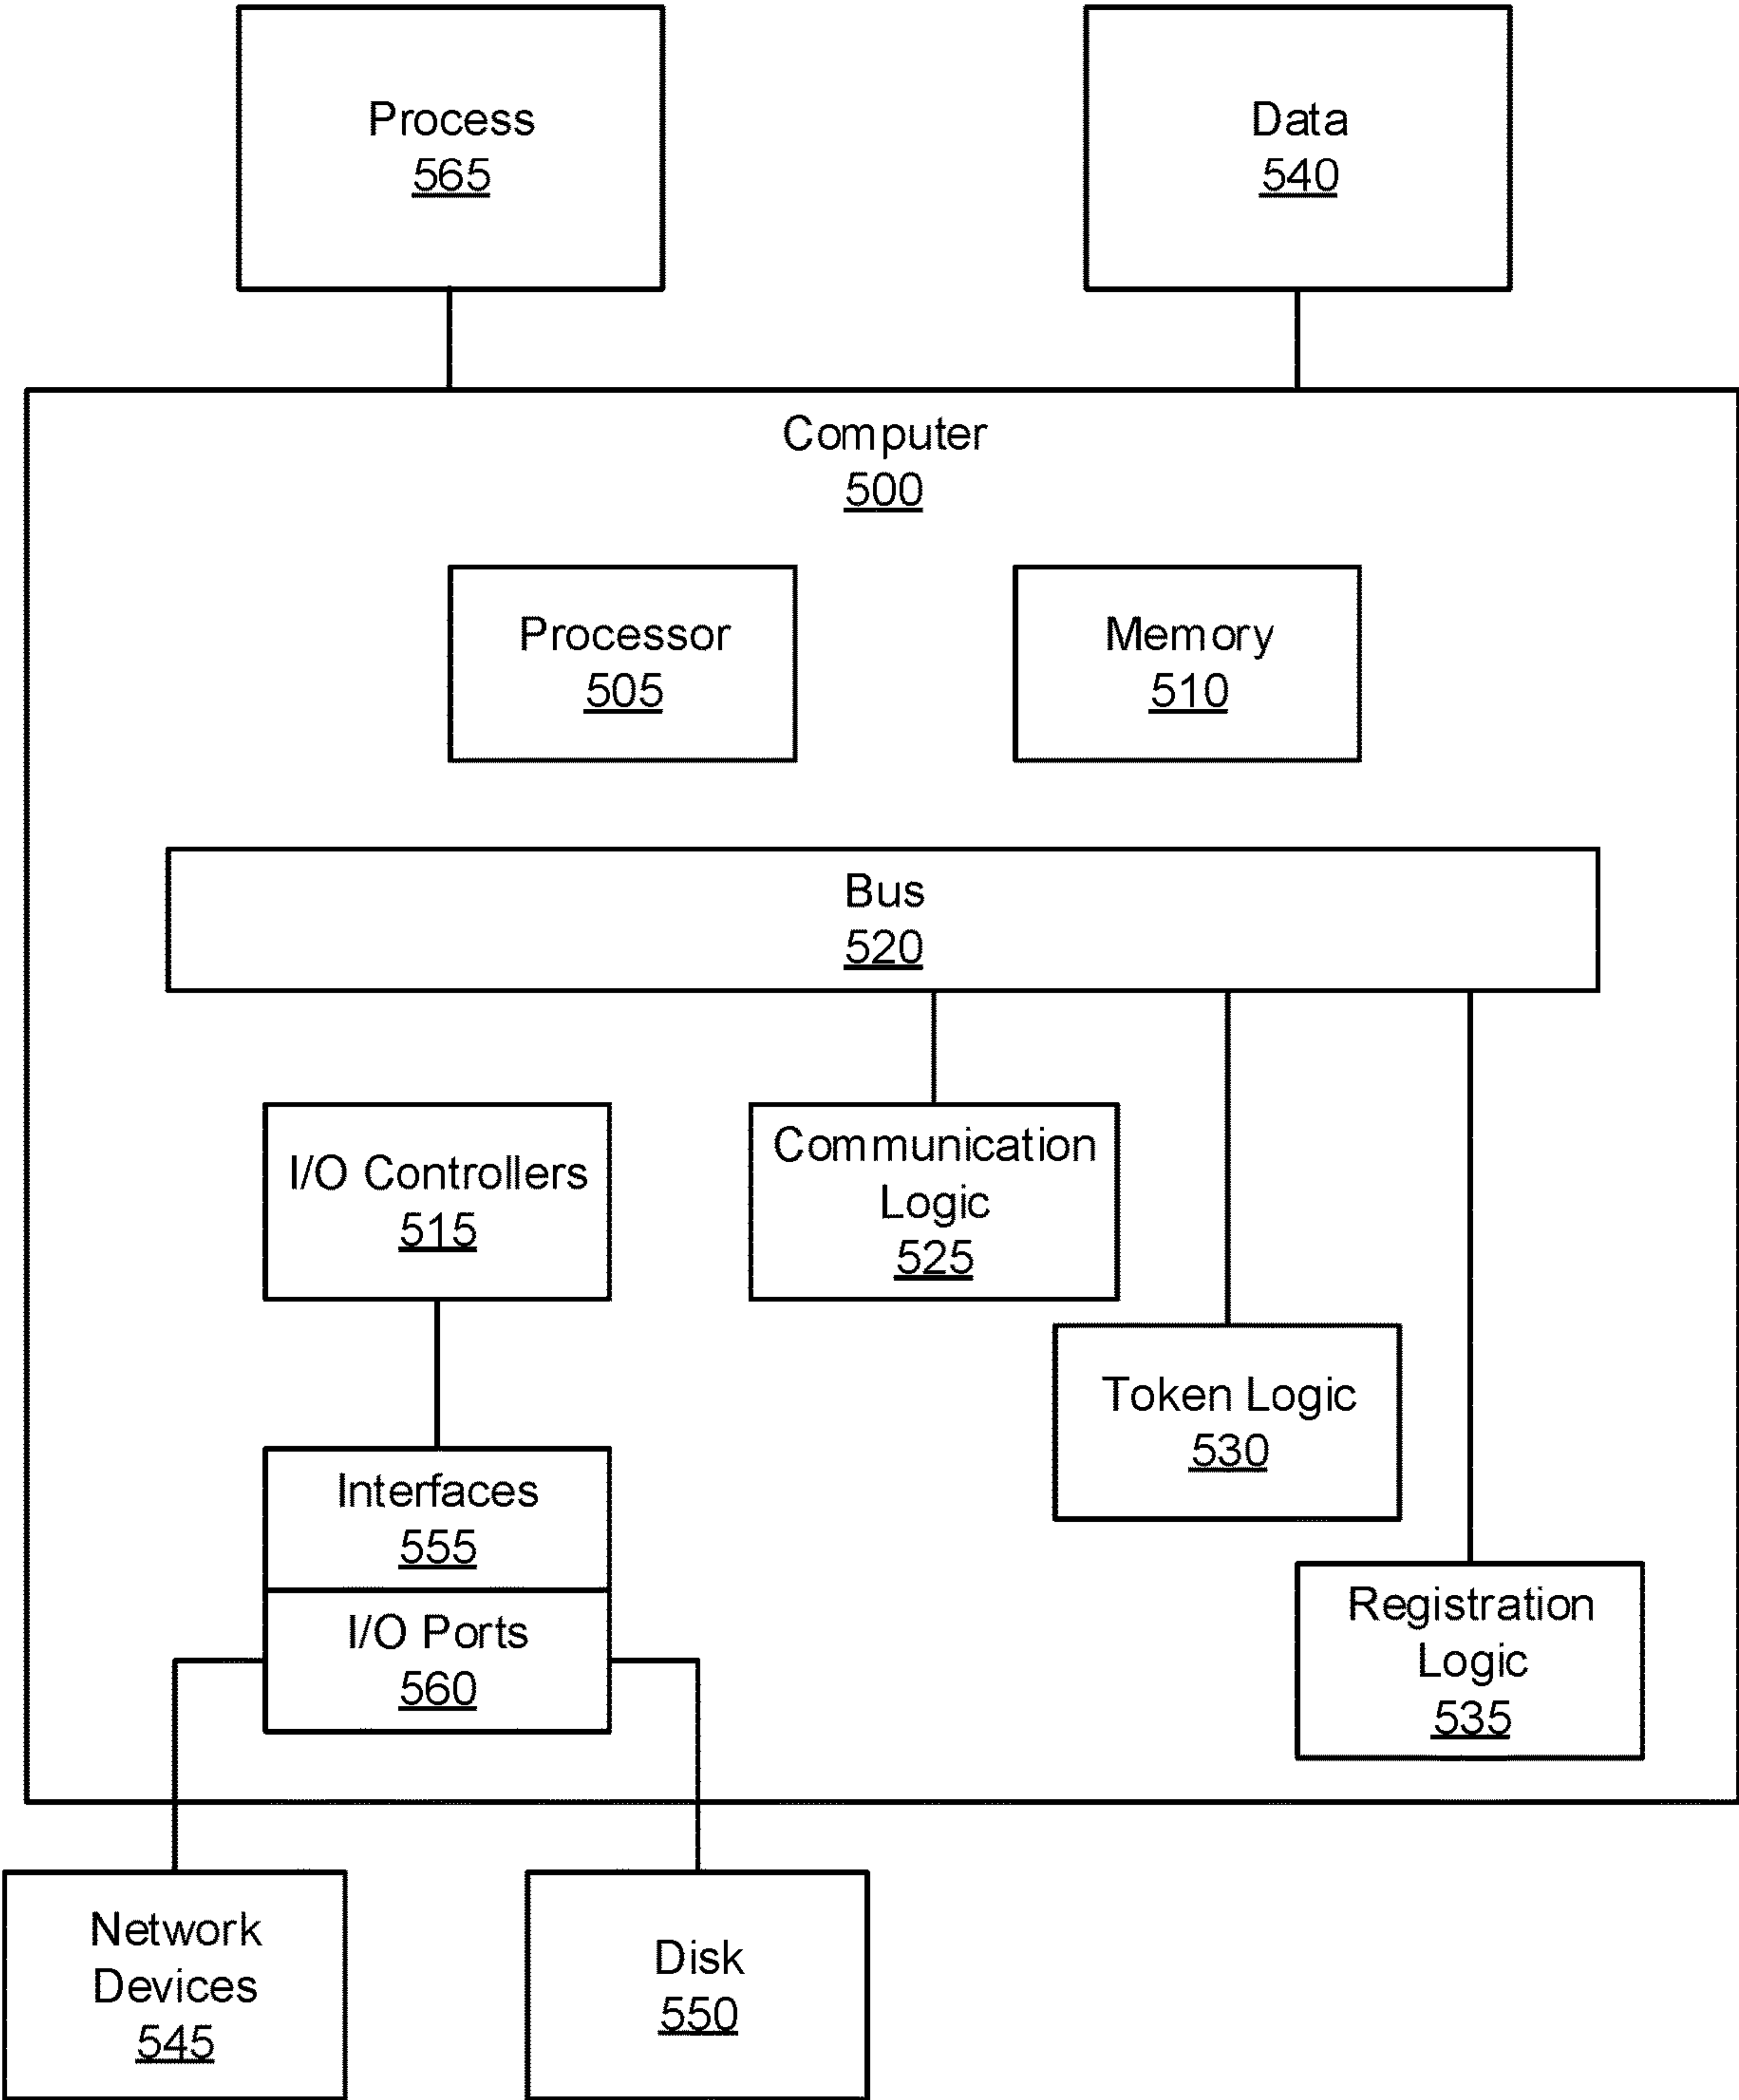 Process
565
Data
540
Computer
500
Processor
505
Memory
510
Bus
520
I/O Controllers
515
Communication
Logic
525
Token Logic
530
Interfaces
555
I/O Ports
560
Registration
Logic
535
Network
Devices
545
Disk
550